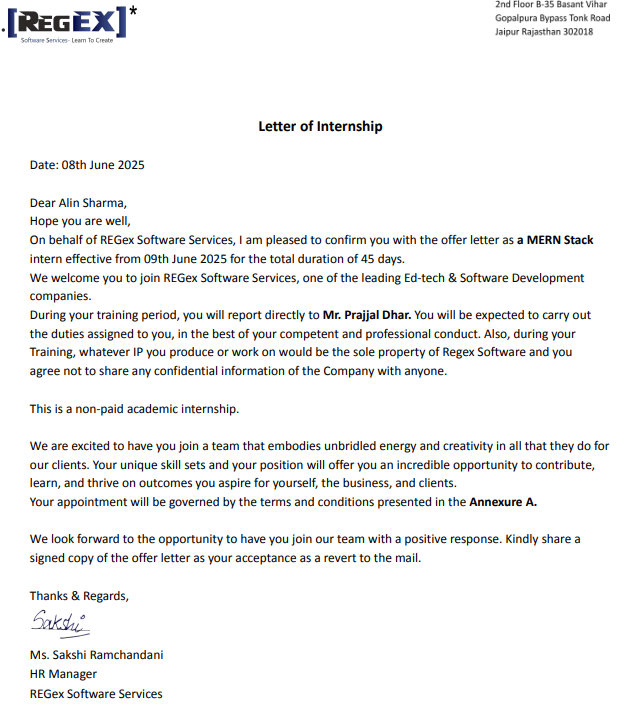 .[REGEX]*
Software Services- Learn To Create
2nd Floor B-35 Basant Vihar
Gopalpura Bypass Tonk Road
Jaipur Rajasthan 302018
Letter of Internship
Date: 08th June 2025
Dear Alin Sharma,
Hope you are well,
On behalf of REGex Software Services, I am pleased to confirm you with the offer letter as a MERN Stack
intern effective from 09th June 2025 for the total duration of 45 days.
We welcome you to join REGex Software Services, one of the leading Ed-tech & Software Development
companies.
During your training period, you will report directly to Mr. Prajjal Dhar. You will be expected to carry out
the duties assigned to you, in the best of your competent and professional conduct. Also, during your
Training, whatever IP you produce or work on would be the sole property of Regex Software and you
agree not to share any confidential information of the Company with anyone.
This is a non-paid academic internship.
We are excited to have you join a team that embodies unbridled energy and creativity in all that they do for
our clients. Your unique skill sets and your position will offer you an incredible opportunity to contribute,
learn, and thrive on outcomes you aspire for yourself, the business, and clients.
Your appointment will be governed by the terms and conditions presented in the Annexure A.
We look forward to the opportunity to have you join our team with a positive response. Kindly share a
signed copy of the offer letter as your acceptance as a revert to the mail.
Thanks & Regards,
Sakshi
Ms. Sakshi Ramchandani
HR Manager
REGex Software Services